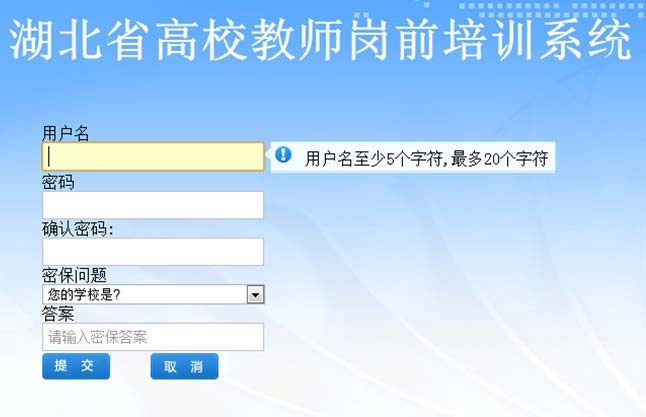 湖北省高校教师岗前培训系统
用户名
用户名至少5个字符,最多20个字符
密码
确认密码:
密保问题
您的学校是?
答案
请输入密保答案
提 交 取 消